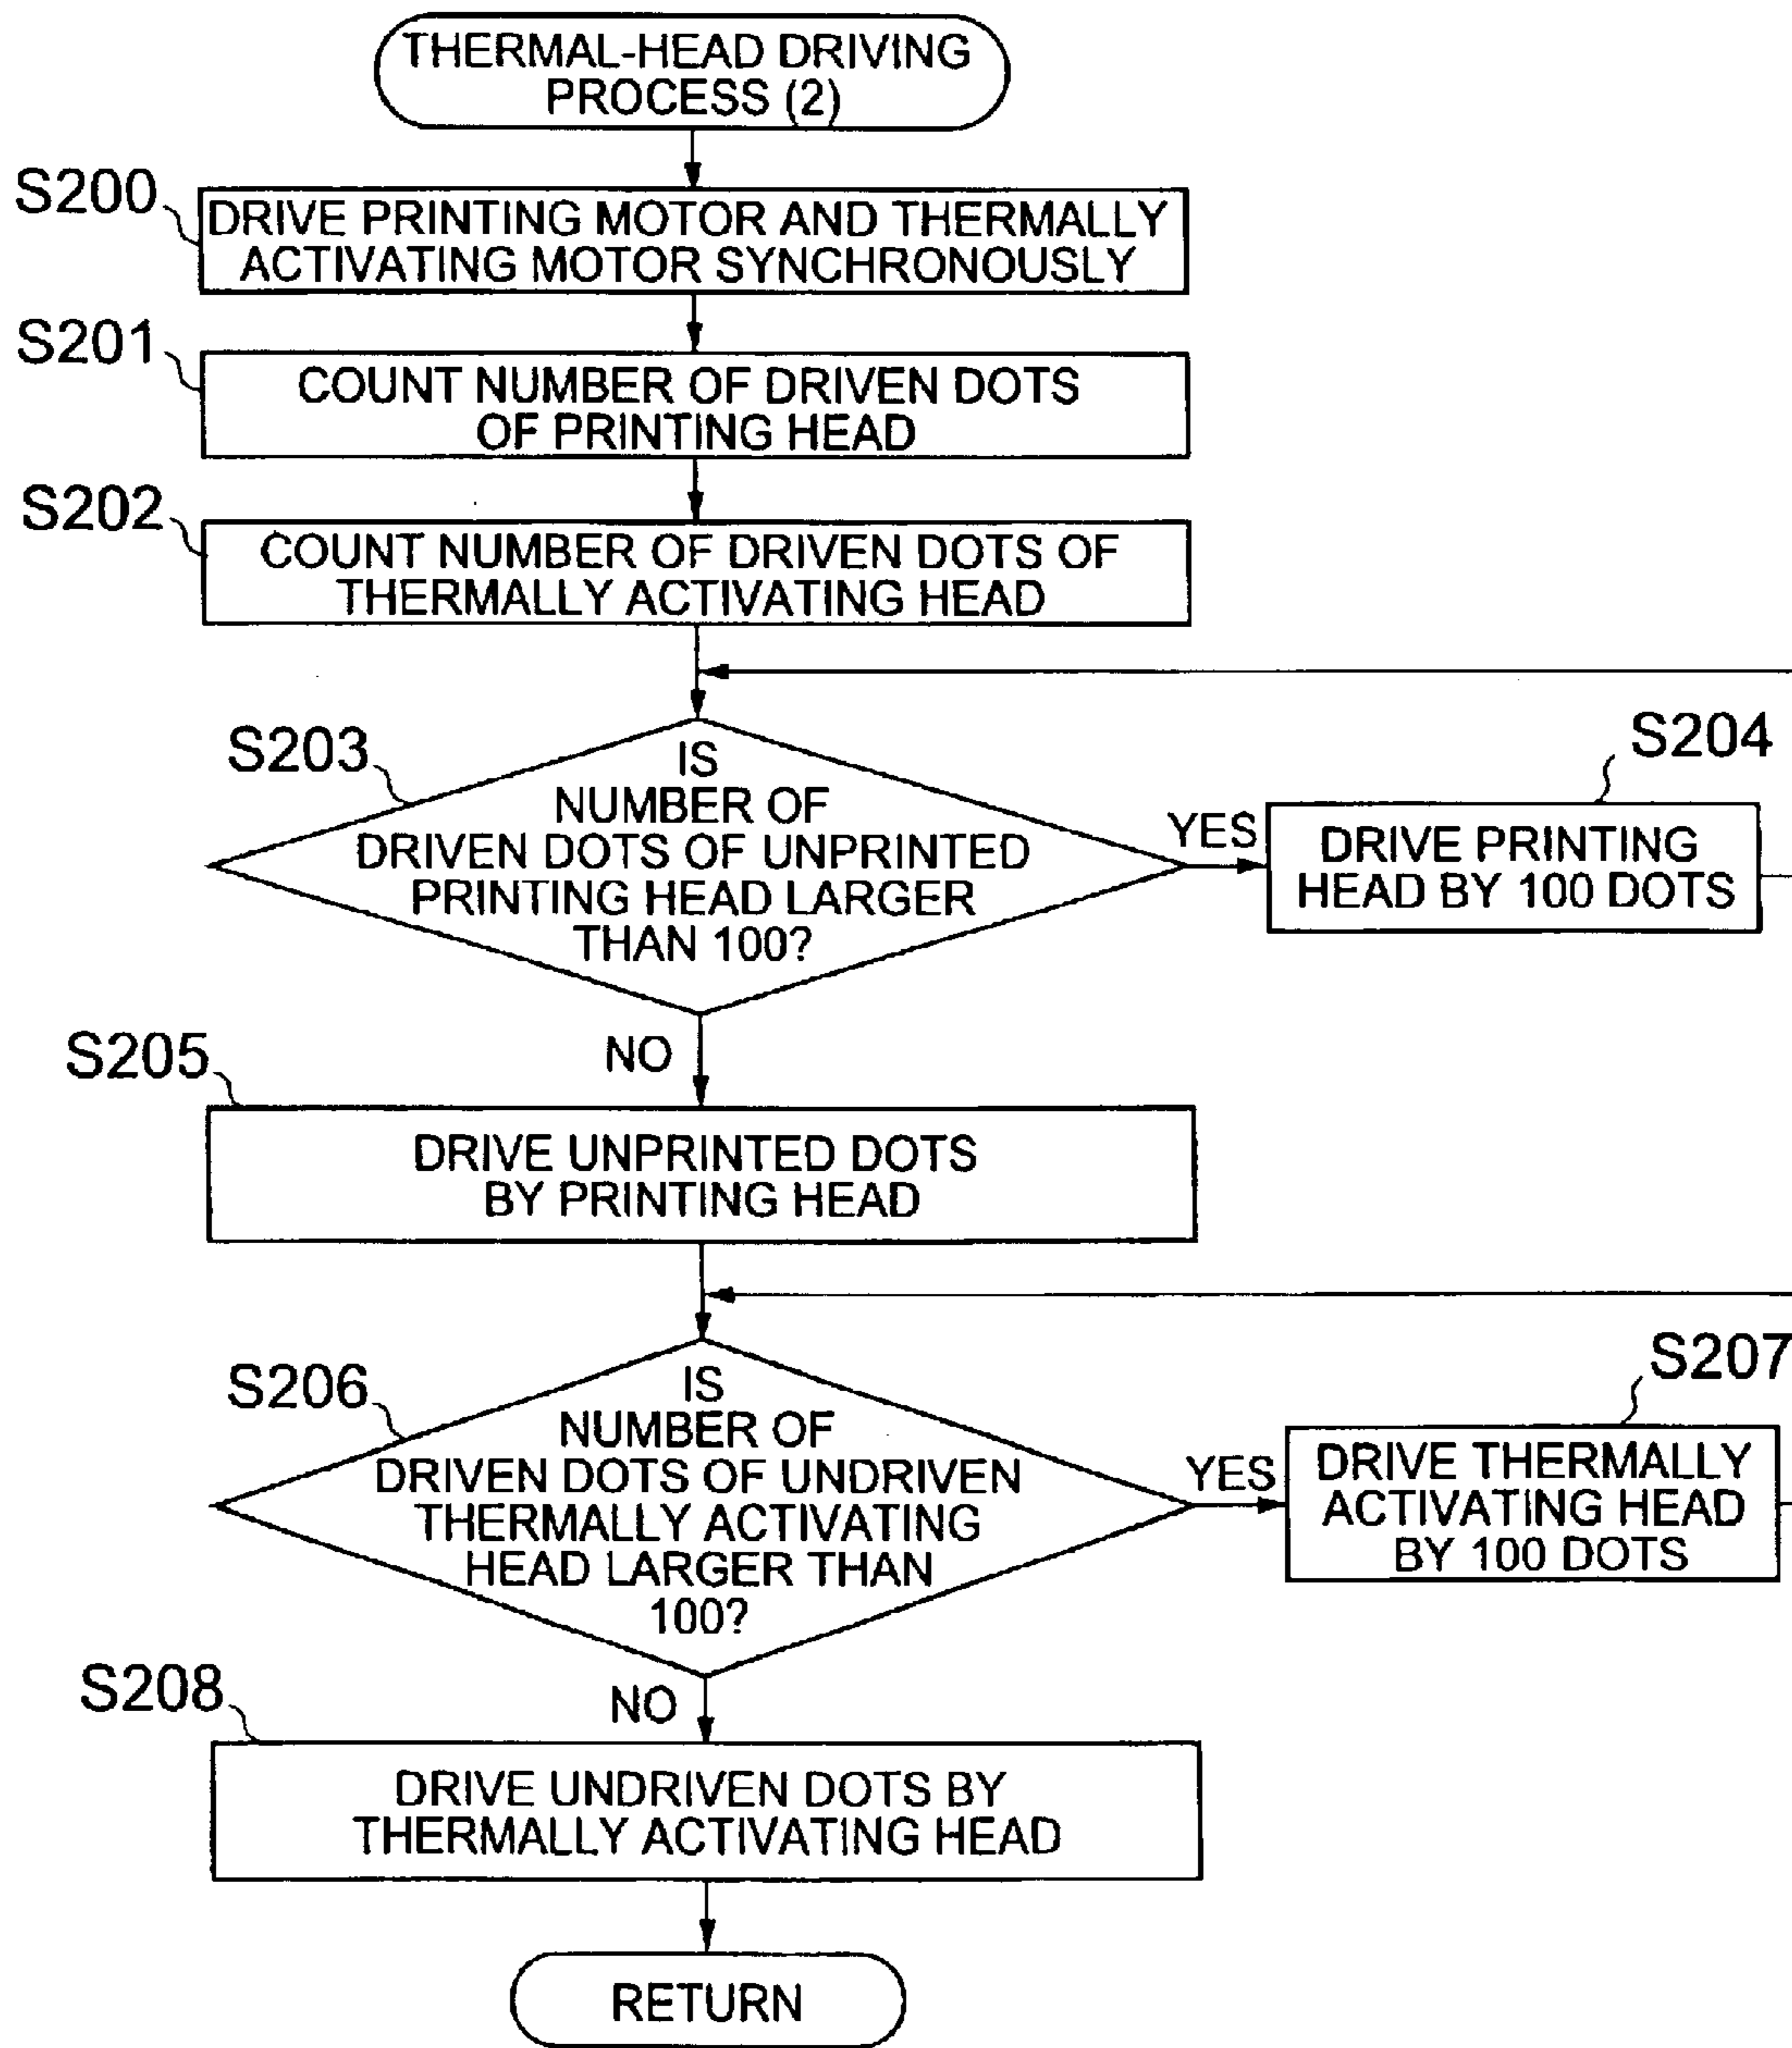 THERMAL-HEAD DRIVING
PROCESS (2)
S200
DRIVE PRINTING MOTOR AND THERMALLY
ACTIVATING MOTOR SYNCHRONOUSLY
S201
COUNT NUMBER OF DRIVEN DOTS
OF PRINTING HEAD
S202
COUNT NUMBER OF DRIVEN DOTS OF
THERMALLY ACTIVATING HEAD
S203
IS
NUMBER OF
DRIVEN DOTS OF UNPRINTED
PRINTING HEAD LARGER
THAN 100?
YES
S204
DRIVE PRINTING
HEAD BY 100 DOTS
NO
S205
DRIVE UNPRINTED DOTS
BY PRINTING HEAD
S206
IS
NUMBER OF
DRIVEN DOTS OF UNDRIVEN
THERMALLY ACTIVATING
HEAD LARGER THAN
100?
YES
S207
DRIVE THERMALLY
ACTIVATING HEAD
BY 100 DOTS
NO
S208
DRIVE UNDRIVEN DOTS BY
THERMALLY ACTIVATING HEAD
RETURN